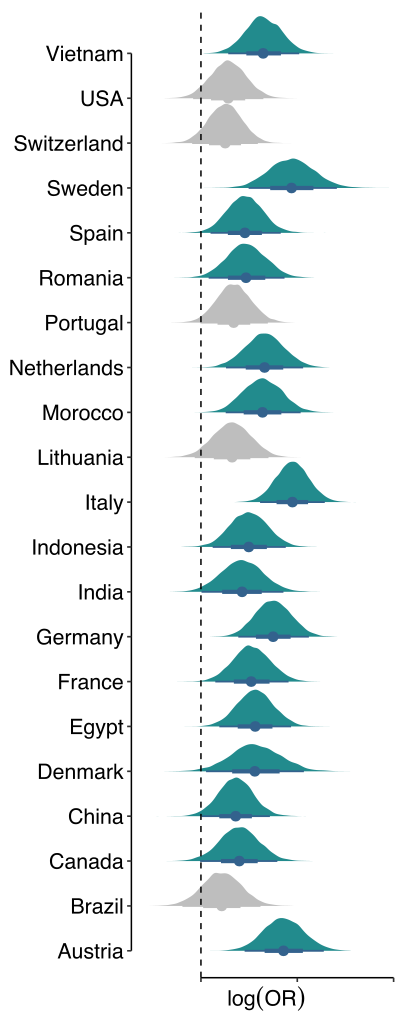 Vietnam
USA
Switzerland
Sweden
Spain
Romania
Portugal
Netherlands
Morocco
Lithuania
Italy
Indonesia
India
Germany
France
Egypt
Denmark
China
Canada
Brazil
Austria
log(OR)